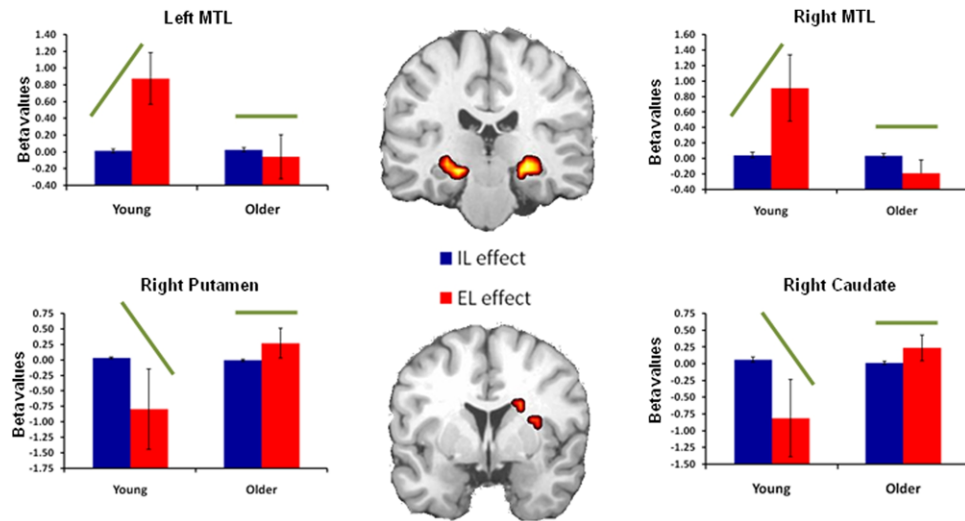 Left MTL
Betavalues
1.40
1.20
1.00
0.80
0.60
0.40
0.20
0.00
-0.20
-0.40
Young
Older
Right MTL
Betavalues
1.60
1.40
1.20
1.00
0.80
0.60
0.40
0.20
0.00
-0.20
-0.40
Young
Older
IL effect
EL effect
Right Putamen
Betavalues
0.75
0.50
0.25
0.00
-0.25
-0.50
-0.75
-1.00
-1.25
-1.50
-1.75
Young
Older
Right Caudate
Betavalues
0.75
0.50
0.25
0.00
-0.25
-0.50
-0.75
-1.00
-1.25
-1.50
Young
Older